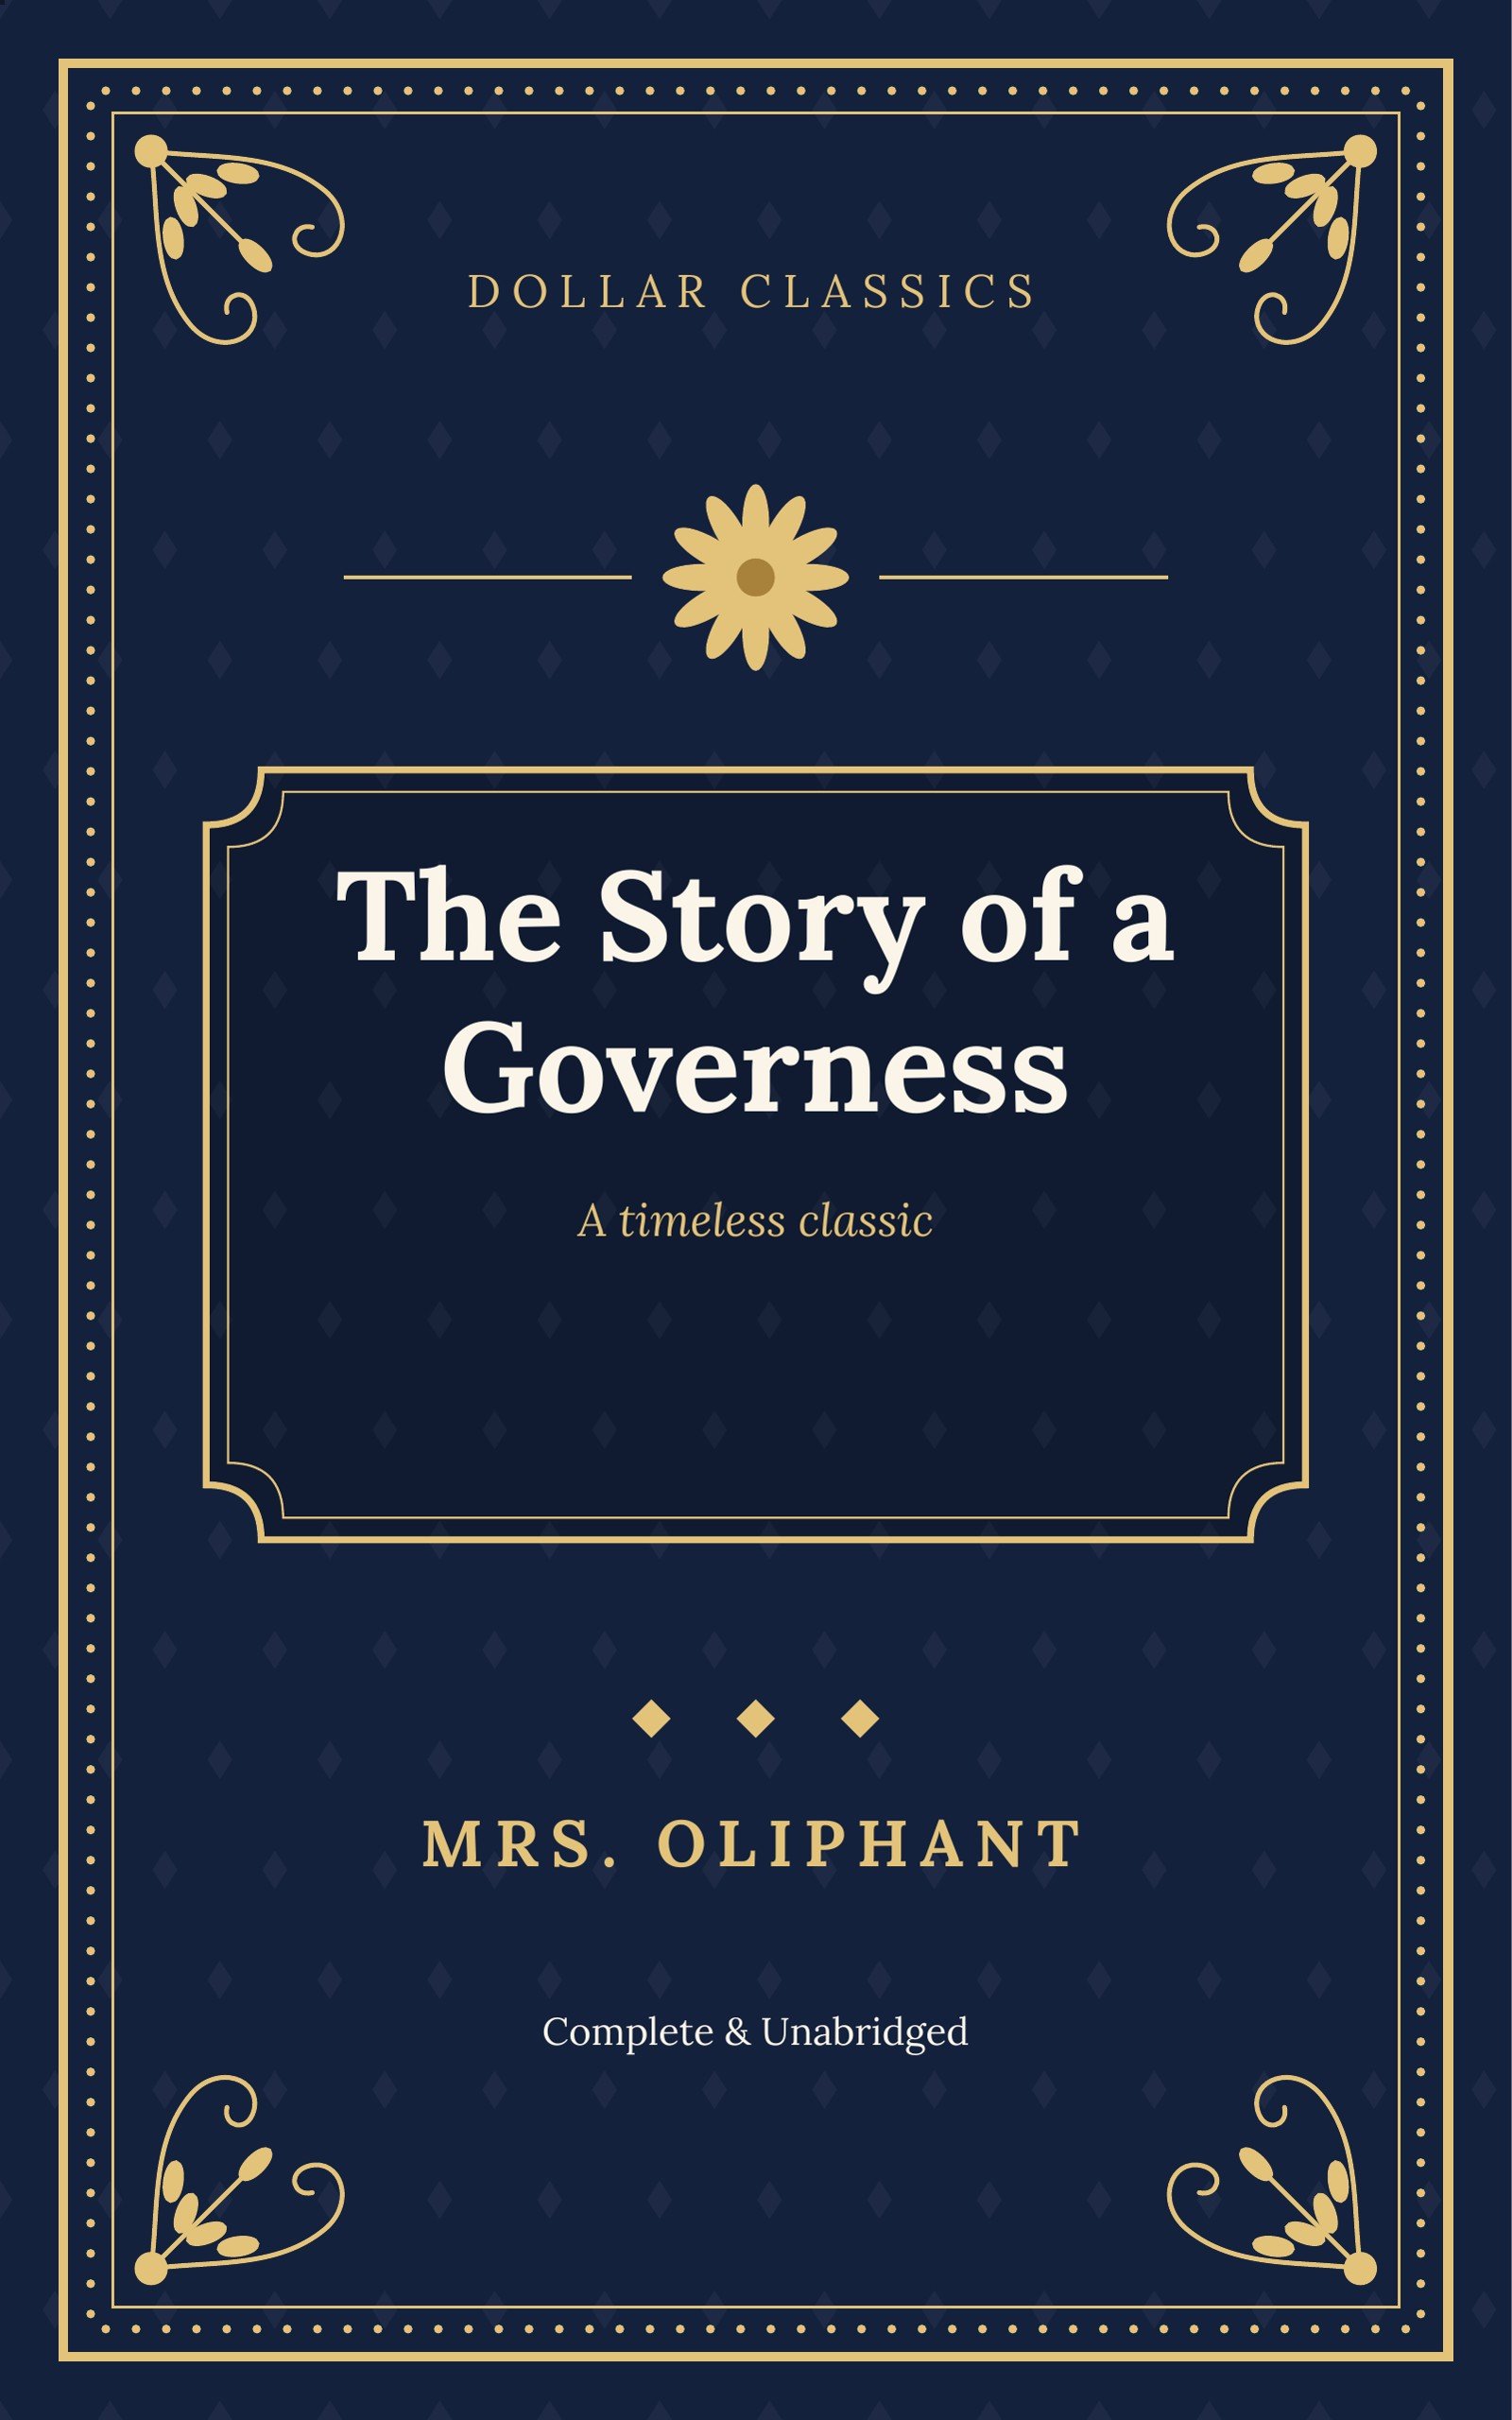 DOLLAR CLASSICS
The Story of a
Governess
A timeless classic
MRS. OLIPHANT
Complete & Unabridged